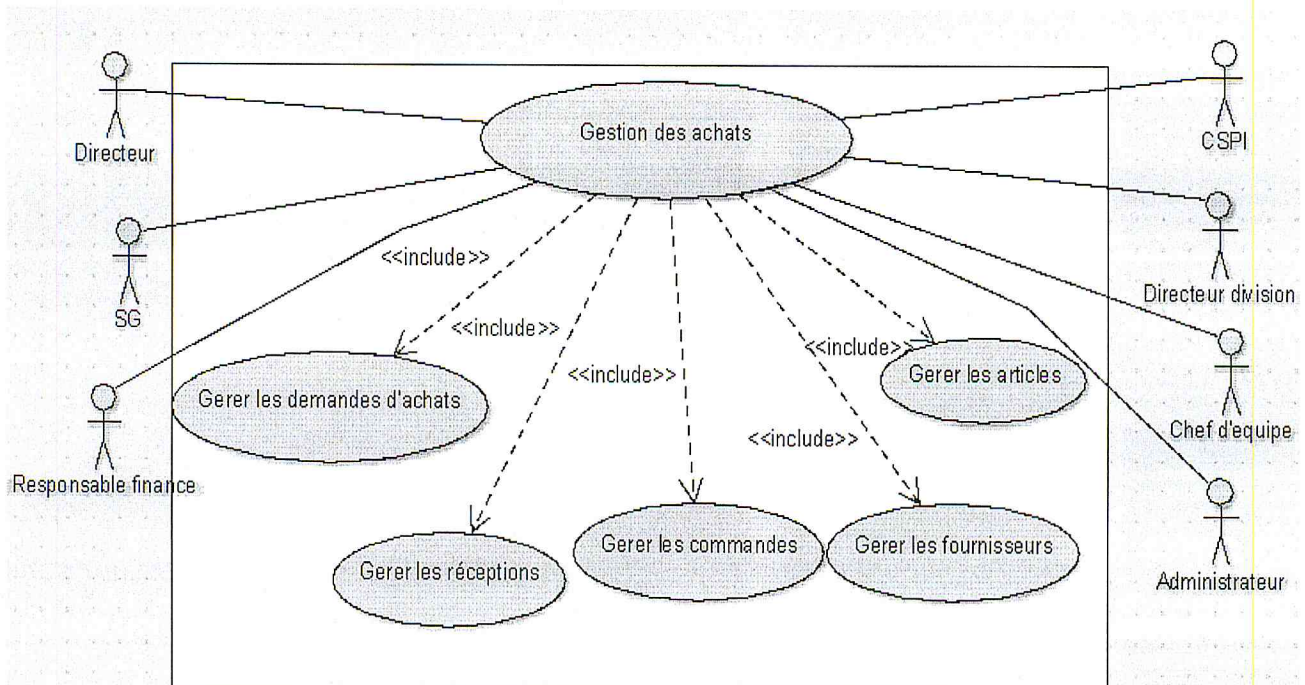 Directeur
Gestion des achats
CSPI
SG
<<include>>
Directeur division
<<include>>
<<include>>
<<include>>
Gerer les articles
Gerer les demandes d'achats
Chef d'equipe
<<include>>
Responsable finance
Gerer les réceptions
Gerer les commandes
Gerer les fournisseurs
Administrateur